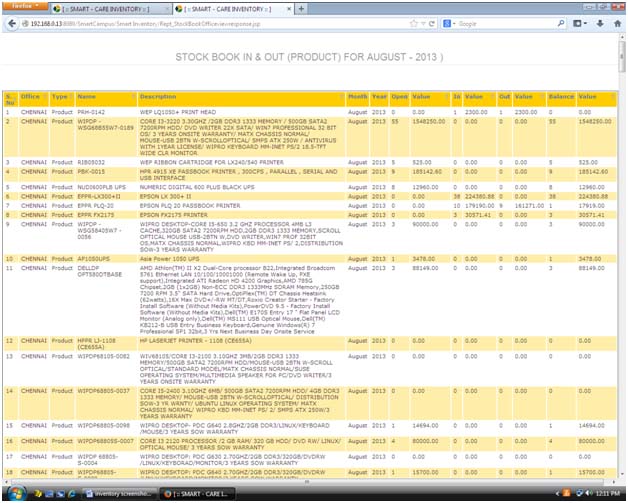 Firefox
[ :: SMART - CARE INVENTORY :: ]
[ :: SMART - CARE INVENTORY :: ]
192.168.0.13:8989/SmartCampus/Smart Inventory/Rept_StockBookOfficeviewresponse.jsp
Google
STOCK BOOK IN & OUT (PRODUCT) FOR AUGUST - 2013 )
S. No Office Type Name Description Month Year Open Value In Value Out Value Balance Value
1 CHENNAI Product PRH-0142 WEP LQ1050+ PRINT HEAD August 2013 0 0.00 1 2300.00 1 2300.00 0 0.00
2 CHENNAI Product WIPDP - WSG68B55W7-0189 CORE I3-3220 3.30GHZ /2GB DDR3 1333 MEMORY / 500GB SATA2 August 2013 55 1548250.00 0 0.00 0 0.00 55 1548250.00
7200RPM HDD/ DVD WRITER 22X SATA/ WIN7 PROFESSIONAL 32 BIT
OS/ 3 YEARS ONSITE WARRANTY/ MATX CHASSIS NORMAL/
MOUSE-USB 2BTN W-SCROLLOPTICAL/ SMPS ATX 250W / ANTIVIRUS
WITH 1YEAR LICENSE/ WIPRO KEYBOARD MM-INET PS/2 18.5-TFT
WIDE CLR MONITOR.
3 CHENNAI Product RIB05032 WEP RIBBON CARTRIDGE FOR LX240/540 PRINTER August 2013 5 525.00 0 0.00 0 0.00 5 525.00
4 CHENNAI Product PBK-0015 HPR 4915 XE PASSBOOK PRINTER , 300CPS , PARALLEL , SERIAL AND August 2013 9 185142.60 0 0.00 0 0.00 9 185142.60
USB INTERFACE
5 CHENNAI Product NUDI600PLB UPS NUMERIC DIGITAL 600 PLUS BLACK UPS August 2013 8 12960.00 0 0.00 0 0.00 8 12960.00
6 CHENNAI Product EPPR-LX300+II EPSON LX 300+ II August 2013 0 0.00 38 224380.88 0 0.00 38 224380.88
7 CHENNAI Product EPPR PLQ-20 EPSON PLQ 20 PASSBOOK PRINTER August 2013 0 0.00 10 179190.00 9 161271.00 1 17919.00
8 CHENNAI Product EPPR FX2175 EPSON FX2175 PRINTER August 2013 0 0.00 3 30571.41 0 0.00 3 30571.41
9 CHENNAI Product WIPDP - WSG58405W7 - 0056 WIPRO DESKTOP-CORE I5-650 3.2 GHZ PROCESSOR 4MB L3 August 2013 3 90000.00 0 0.00 0 0.00 3 90000.00
CACHE,320GB SATA2 7200RPM HDD,2GB DDR3 1333 MEMORY,SCROLL
OPTICAL MOUSE USB-2BTN W,DVD WRITER,WIN7 PROF 32BIT
OS,MATX CHASSIS NORMAL,WIPRO KBD MM-INET PS/ 2,DISTRIBUTION
SOW-3 YEARS WARRANTY
10 CHENNAI Product AP1050UPS Asia Power 1050 UPS August 2013 1 3478.00 0 0.00 0 0.00 1 3478.00
11 CHENNAI Product DELLDP OPT580DTBASE AMD Athlon(TM) II X2 Dual-Core processor B22,Integrated Broadcom August 2013 3 88149.00 0 0.00 0 0.00 3 88149.00
5761 Ethernet LAN 10/100/10001000 (Remote Wake Up, PXE
support),Integrated ATI Radeon HD 4200 Graphics,AMD 785G
Chipset,2GB (1x2GB) Non-ECC DDR3 1333MHz SDRAM Memory,250GB
7200 RPM 3.5" SATA Hard Drive,OptiPlex(TM) DT Chassis Heatsink
(62watts),16X Max DVD+/-RW MT/DT,Roxio Creator Starter - Factory
Install Software (Without Media Kits),PowerDVD 9.5 - Factory Install
Software (Without Media Kits),Dell(TM) E170S Entry 17 " Flat Panel LCD
Monitor (Analog only),Dell(TM) MS111 USB Optical Mouse,Dell(TM)
KB212-B USB Entry Business Keyboard,Genuine Windows(R) 7
Professional SP1 32bit,3 Yrs Next Business Day Onsite Service
12 CHENNAI Product HPPR LJ-1108 (CE655A) HP LASERJET PRINTER - 1108 (CE655A) August 2013 0 0.00 0 0.00 0 0.00 0 0.00
13 CHENNAI Product WIPDP6810S-0082 WIV6810S/CORE I3-2100 3.10GHZ 3MB/2GB DDR3 1333 August 2013 0 0.00 0 0.00 0 0.00 0 0.00
MEMORY/500GB SATA2 7200RPM HDD/MOUSE-USB 2BTN W-SCROLL
OPTICAL/STANDARD MODEL/MATX CHASSIS NORMAL/SUSE
OPERATING SYSTEM/MULTIMEDIA SPEAKER FOR PC/DVD WRITER/3
YEARS ONSITE WARRANTY
14 CHENNAI Product WIPDP6880S-0037 CORE I5-2400 3.10GHZ 6MB/ 500GB SATA2 7200RPM HDD/ 4GB DDR3 August 2013 0 0.00 0 0.00 0 0.00 0 0.00
1333 MEMORY/ MOUSE-USB 2BTN W-SCROLLOPTICAL/ DISTRIBUTION
SOW-3 YR WRNTY/ UBUNTU LINUX OPERATING SYSTEM/ MATX
CHASSIS NORMAL/ WIPRO KBD MM-INET PS/ 2/ SMPS ATX 250W/3
YEARS WARRANTY
15 CHENNAI Product WIPDP6880S-0098 WIPRO DESKTOP- PDC G640 2.8GHZ/2GB DDR3/LINUX/KEYBOARD August 2013 1 14694.00 0 0.00 0 0.00 1 14694.00
/MOUSE/3 YEARS SOW WARRANTY
16 CHENNAI Product WIPDP6880SS-0007 CORE I3 2120 PROCESSOR /2 GB RAM/ 320 GB HDD/ DVD RW/ LINUX/ August 2013 4 80000.00 0 0.00 0 0.00 4 80000.00
OPTICAL MOUSE/ 3 YEARS SOW WARRANTY
17 CHENNAI Product WIPDP 6880S- S-0004 WIPRO DESKTOP- PDC G630 2.70GHZ/2GB DDR3/320GB/DVDRW August 2013 0 0.00 0 0.00 0 0.00 0 0.00
/LINUX/KEYBORAD/MONITOR/3 YEARS SOW WARRANTY
18 CHENNAI Product WIPDP6880S- WIPRO DESKTOP- PDC G640 2.70GHZ/2GB DDR3/320GB/DVDRW August 2013 1 15700.00 0 0.00 0 0.00 1 15700.00
inventory screensho...
[ :: SMART - CARE 1...
12:11 PM